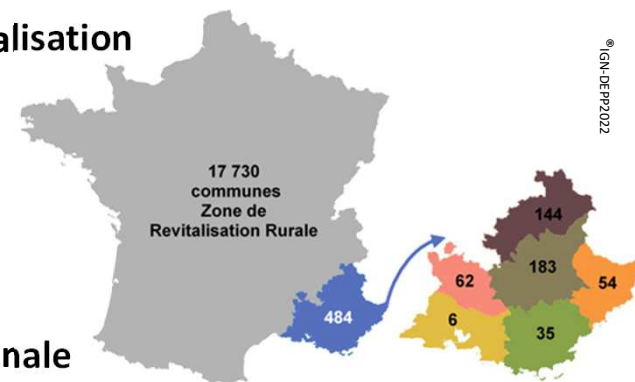 alisation
®IGN-DEPP2022
17 730
communes
Zone de
Revitalisation Rurale
144
183
54
62
484
6
35
nale